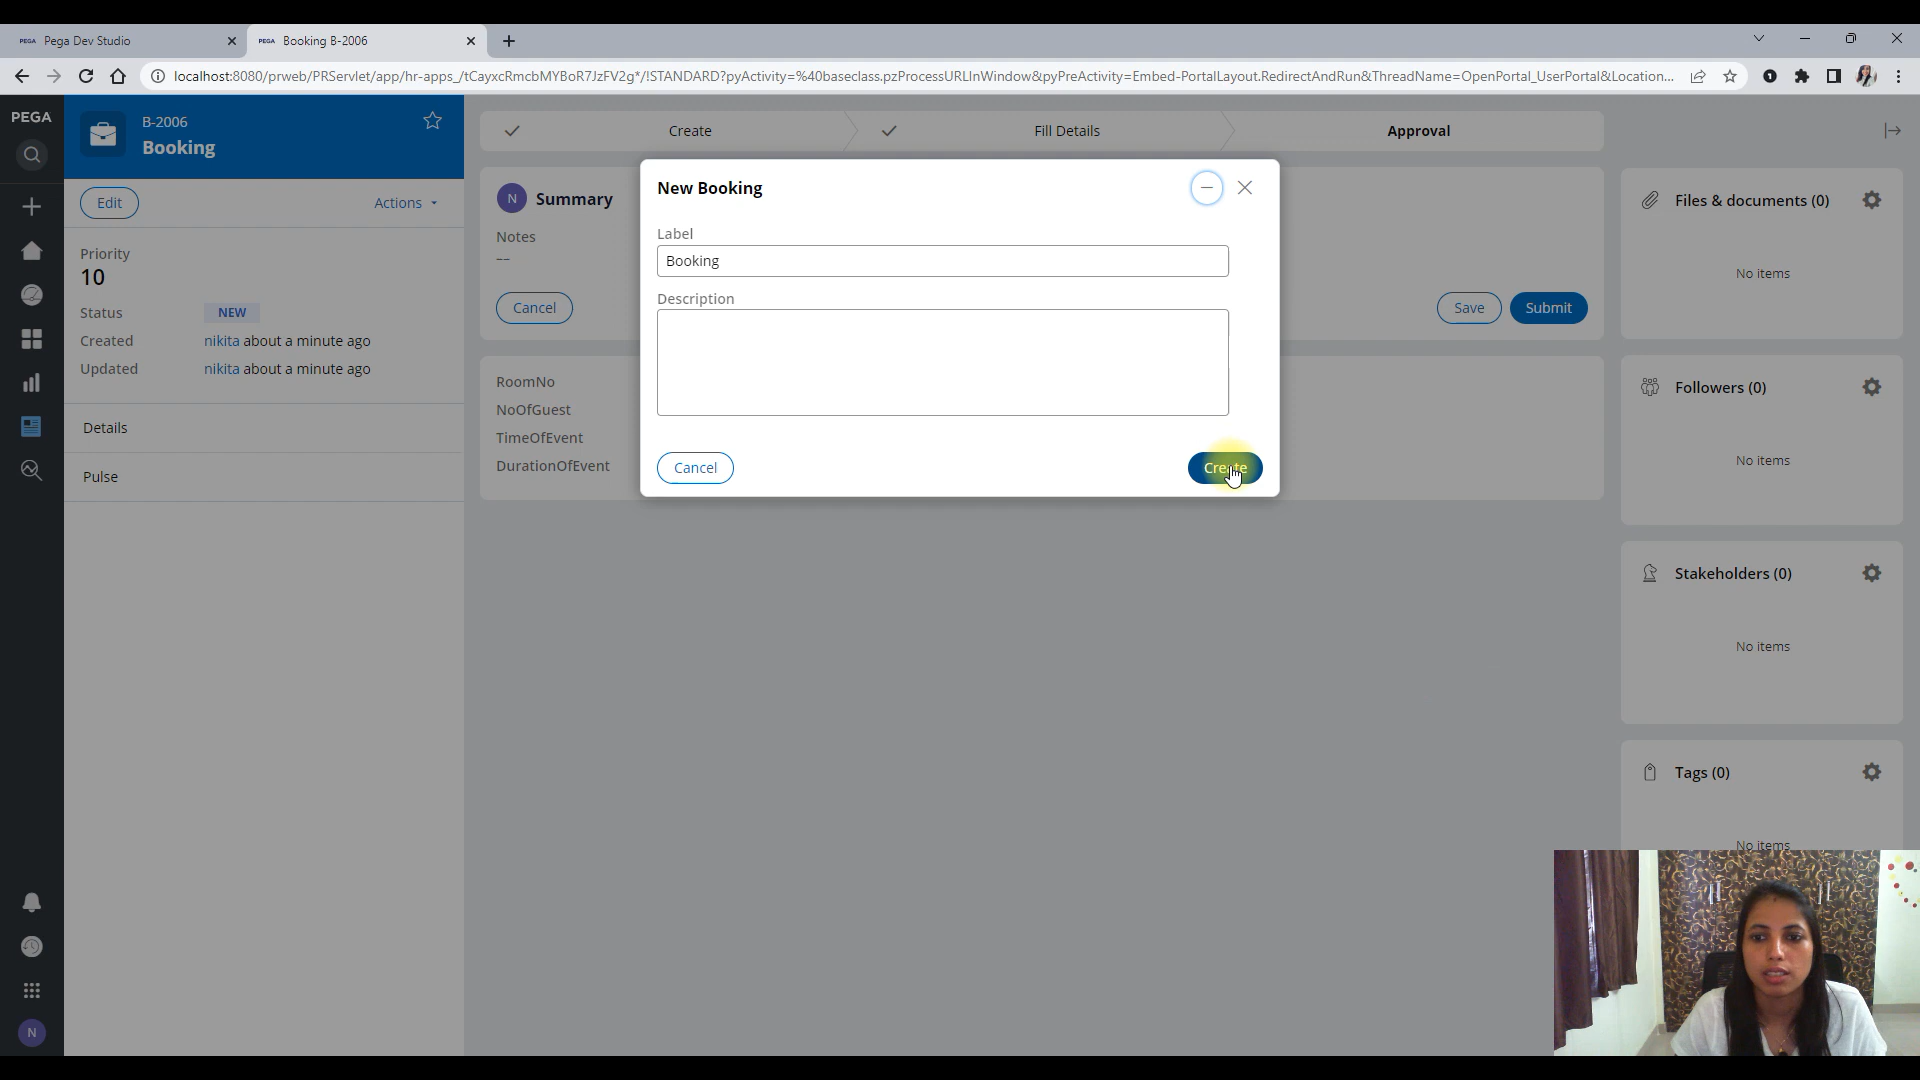 PEGA Pega Dev Studio
PEGA Booking B-2006
localhost:8080/prweb/PRServlet/app/hr-apps_/tCayxcRmcbMYBoR7JzFV2g*/!STANDARD?pyActivity=%40baseclass.pzProcessURLInWindow&pyPreActivity=Embed-PortalLayout.RedirectAndRun&ThreadName=OpenPortal_UserPortal&Location...
PEGA
B-2006
Booking
Edit
Actions
Priority
10
Status NEW
Created nikita about a minute ago
Updated nikita about a minute ago
Details
Pulse
N
Create
Fill Details
Approval
N Summary
Notes
––
Cancel
Save
Submit
RoomNo
NoOfGuest
TimeOfEvent
DurationOfEvent
New Booking
Label
Booking
Description
Cancel
Create
Files & documents (0)
No items
Followers (0)
No items
Stakeholders (0)
No items
Tags (0)
No items